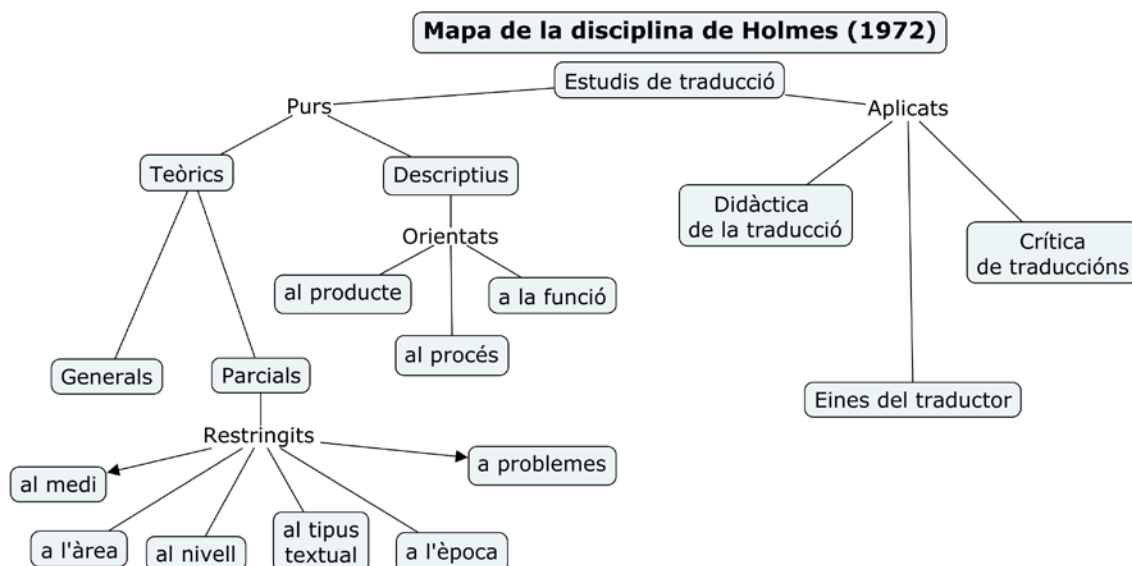 Mapa de la disciplina de Holmes (1972)
Estudis de traducció
Purs
Aplicats
Teòrics
Descriptius
Didàctica
de la traducció
Orientats
Crítica
de traduccións
al producte
a la funció
al procés
Generals
Parcials
Eines del traductor
Restringits
a problemes
al medi
a l'àrea
al nivell
al tipus
textual
a l'època